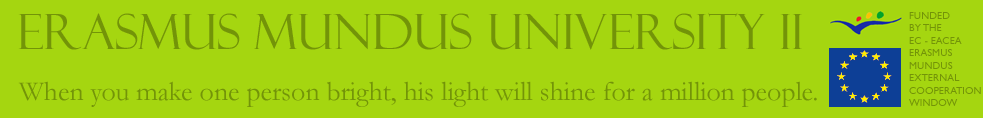 ERASMUS MUNDUS UNIVERSITY II
When you make one person bright, his light will shine for a million people.
FUNDED
BY THE
EC - EACEA
ERASMUS
MUNDUS
EXTERNAL
COOPERATION
WINDOW